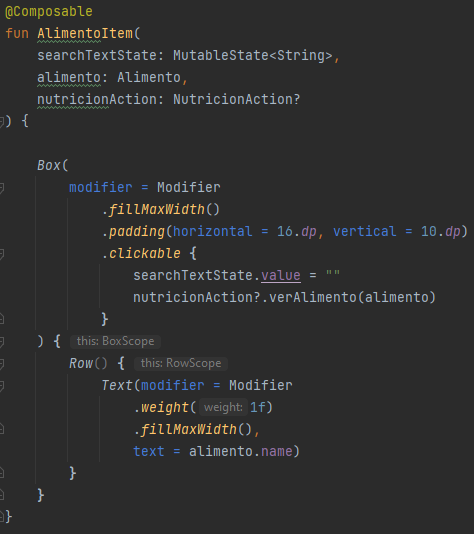 @Composable
fun AlimentoItem(
    searchTextState: MutableState<String>,
    alimento: Alimento,
    nutricionAction: NutricionAction?
) {
    Box(
        modifier = Modifier
            .fillMaxWidth()
            .padding(horizontal = 16.dp, vertical = 10.dp)
            .clickable {
                searchTextState.value = ""
                nutricionAction?.verAlimento(alimento)
            }
    ) { this: BoxScope
        Row() { this: RowScope
            Text(modifier = Modifier
                .weight( weight: 1f)
                .fillMaxWidth(),
                text = alimento.name)
        }
    }
}